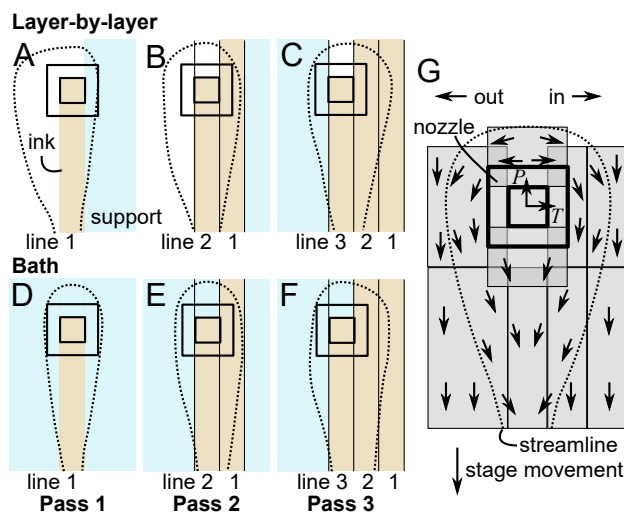 Layer-by-layer
A
B
C
G
out
in
nozzle
P
T
ink
support
line 1
line 2
1
line 3
2
1
Bath
D
E
F
line 1
line 2
1
line 3
2
1
Pass 1
Pass 2
Pass 3
streamline
stage movement